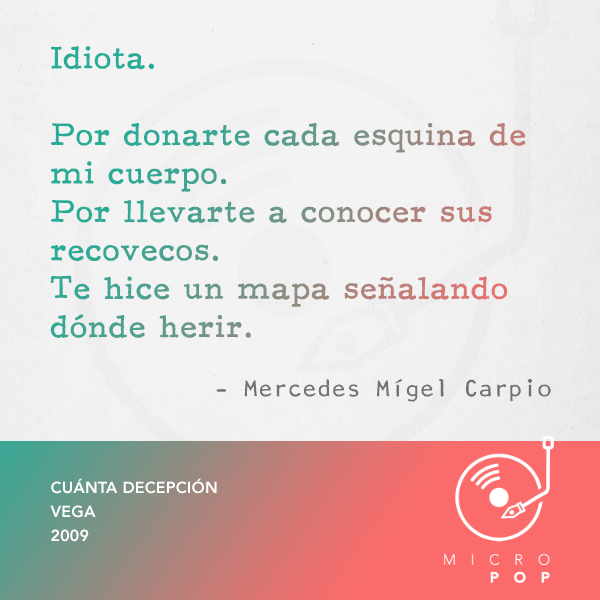 Idiota.
Por donarte cada esquina de
mi cuerpo.
Por llevarte a conocer sus
recovecos.
Te hice un mapa señalando
dónde herir.
- Mercedes Mígel Carpio
CUÁNTA DECEPCIÓN
VEGA
2009
MICRO
POP